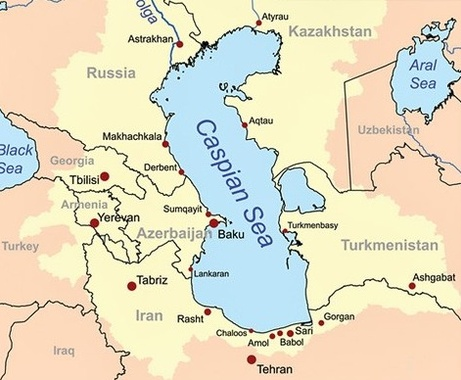 Atyrau
olga
Astrakhan
Kazakhstan
Russia
Aral
Sea
Aqtau
Caspian Sea
Uzbekistan
Makhachkala
Black
Sea
Georgia
Derbent
Tbilisi
Armenia
Sumqayit
Yerevan
Azerbaijan
Baku
Turkmenbasy
Turkey
Turkmenistan
Lankaran
Tabriz
Ashgabat
Rasht
Iran
Gorgan
Chaloos
Sari
Amol
Babol
Iraq
Tehran